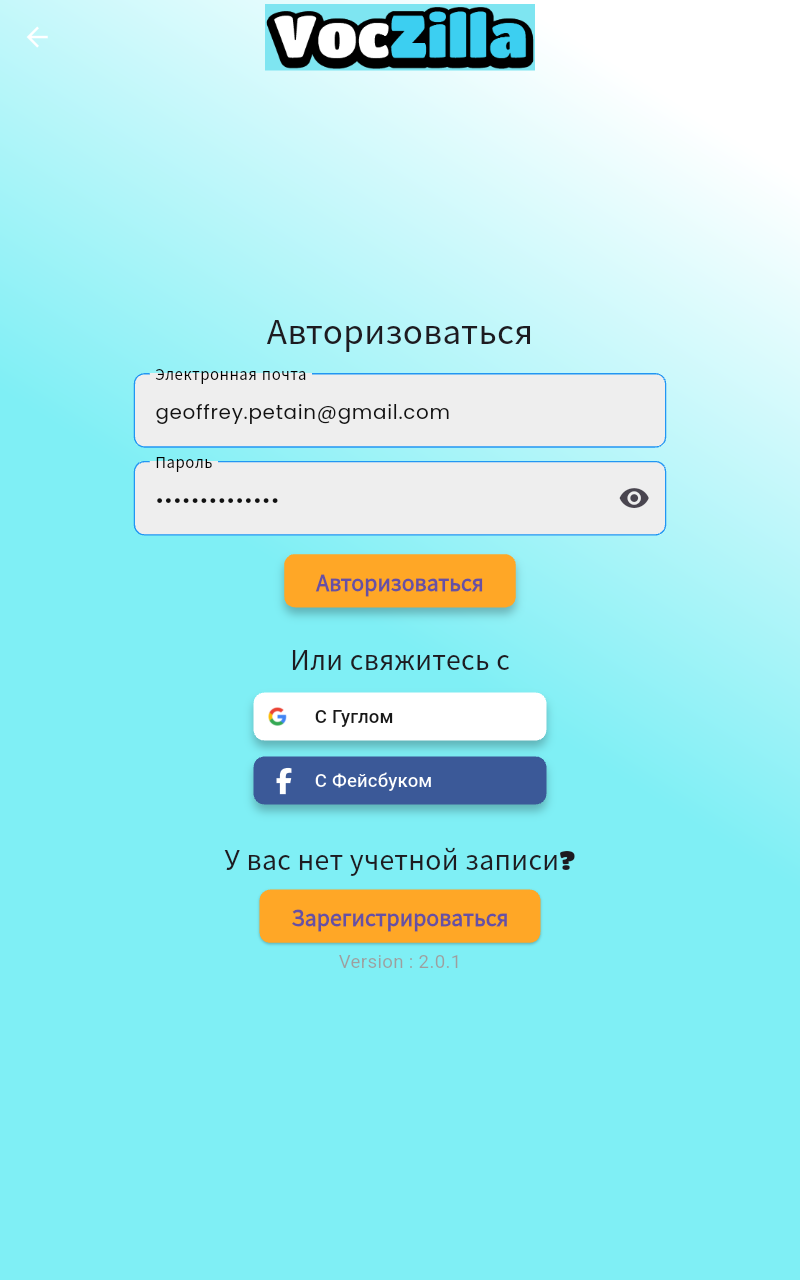 VocZilla
Авторизоваться
Электронная почта
geoffrey.petain@gmail.com
Пароль
••••••••••••••
Авторизоваться
Или свяжитесь с
С Гуглом
С Фейсбуком
У вас нет учетной записи?
Зарегистрироваться
Version : 2.0.1